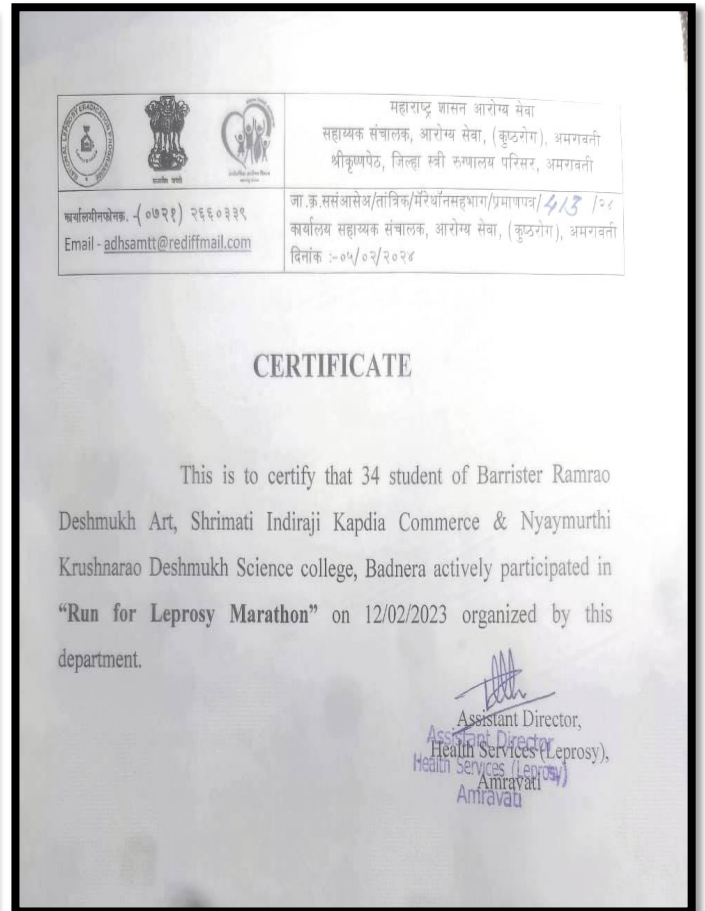 महाराष्ट्र शासन आरोग्य सेवा
सहाय्यक संचालक, आरोग्य सेवा, (कुष्ठरोग), अमरावती
श्रीकृष्णपेठ, जिल्हा स्त्री रुग्णालय परिसर, अमरावती
सत्यमेव जयते
कार्यालयीनफोनक्र. -(०७२१) २६६०३३९
Email - adhsamtt@rediffmail.com
जा.क्र.ससंआसेअ/तांत्रिक/मॅरेथॉनसहभाग/प्रमाणपत्र/ 413 /२४
कार्यालय सहाय्यक संचालक, आरोग्य सेवा, (कुष्ठरोग), अमरावती
दिनांक :-०५/०२/२०२४
CERTIFICATE
This is to certify that 34 student of Barrister Ramrao
Deshmukh Art, Shrimati Indiraji Kapdia Commerce & Nyaymurthi
Krushnarao Deshmukh Science college, Badnera actively participated in
“Run for Leprosy Marathon” on 12/02/2023 organized by this
department.
Assistant Director,
Health Services (Leprosy),
Amravati
Assistant Director
Health Services (Leprosy)
Amravati